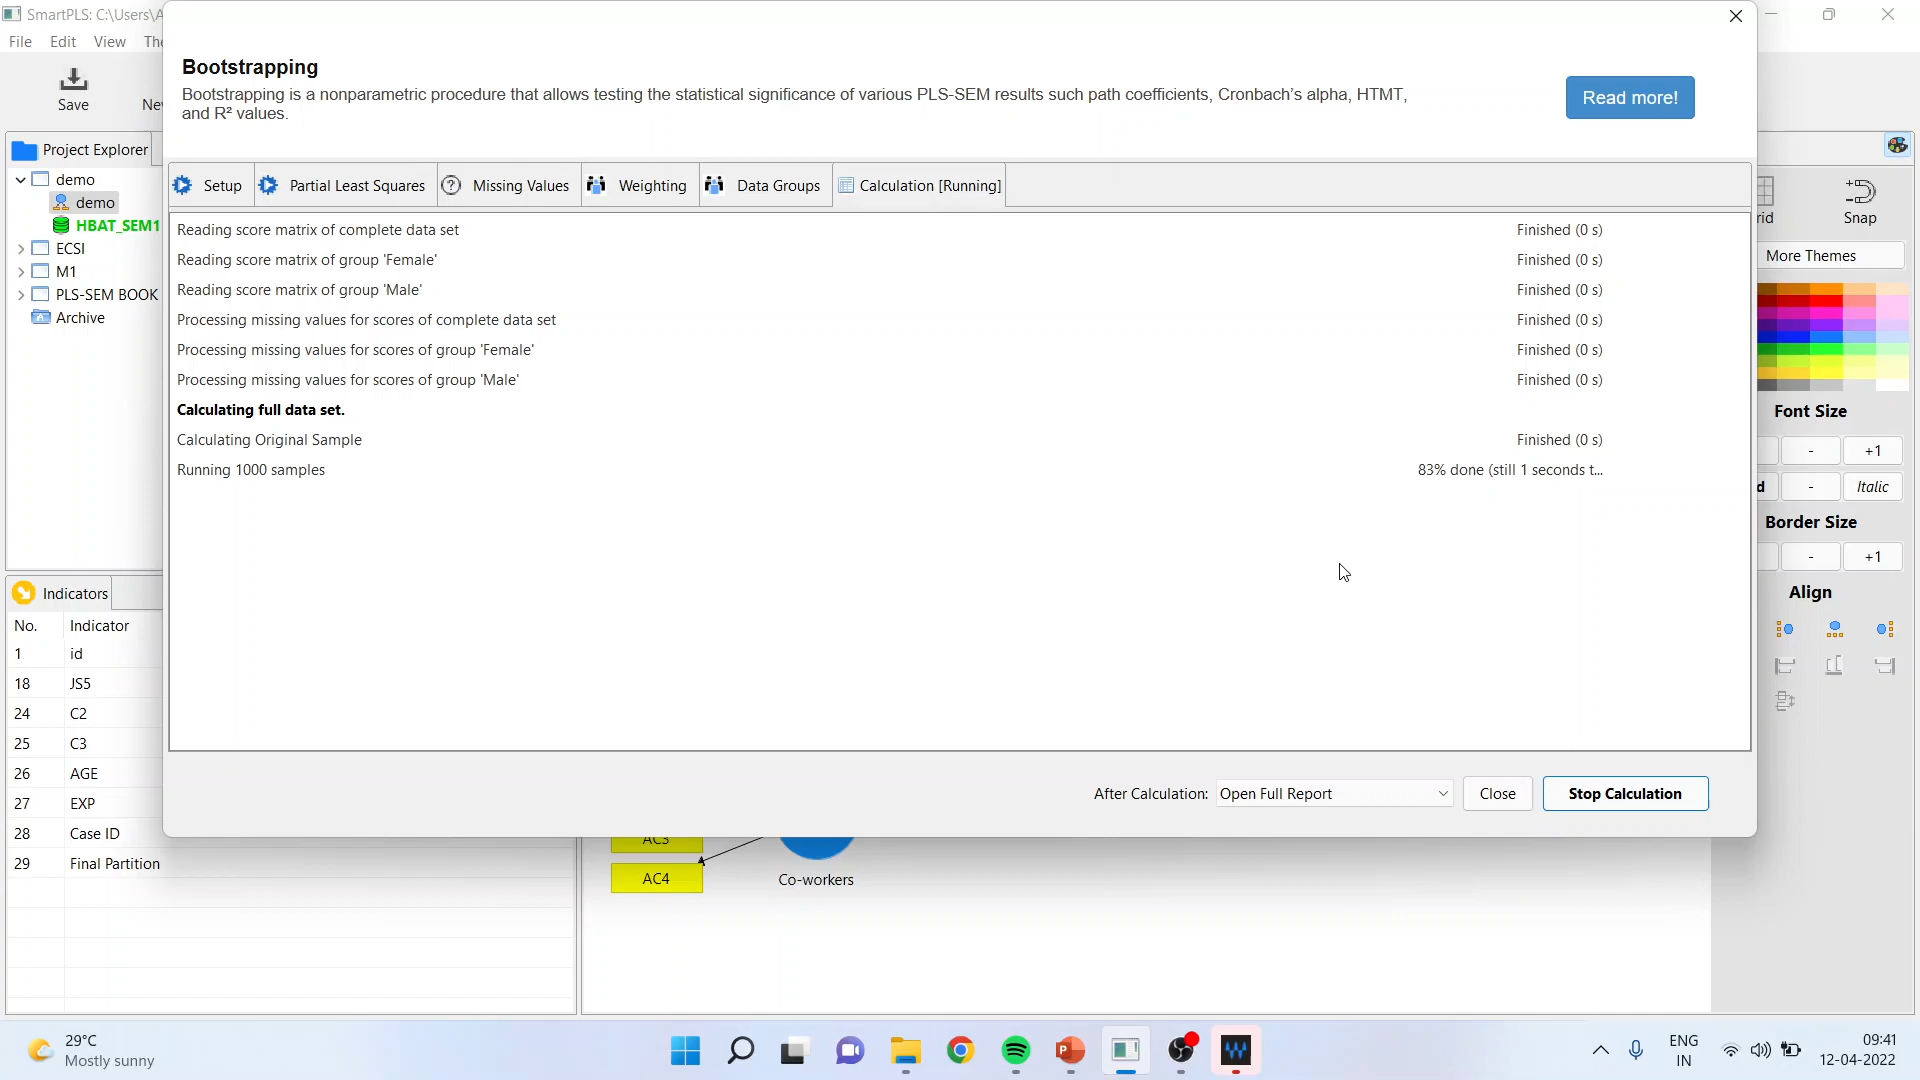 SmartPLS: C:\Users\A
File Edit View The
Save
Nev
Bootstrapping
Bootstrapping is a nonparametric procedure that allows testing the statistical significance of various PLS-SEM results such path coefficients, Cronbach's alpha, HTMT,
and R² values.
Read more!
Project Explorer
demo
demo
HBAT_SEM1
ECSI
M1
PLS-SEM BOOK
Archive
Setup Partial Least Squares Missing Values Weighting Data Groups Calculation [Running]
Reading score matrix of complete data set Finished (0 s)
Reading score matrix of group 'Female' Finished (0 s)
Reading score matrix of group 'Male' Finished (0 s)
Processing missing values for scores of complete data set Finished (0 s)
Processing missing values for scores of group 'Female' Finished (0 s)
Processing missing values for scores of group 'Male' Finished (0 s)
Calculating full data set.
Calculating Original Sample Finished (0 s)
Running 1000 samples 83% done (still 1 seconds t...
After Calculation: Open Full Report Close Stop Calculation
rid Snap
More Themes
Font Size
- +1
d - Italic
Border Size
- +1
Align
Indicators
No. Indicator
1 id
18 JS5
24 C2
25 C3
26 AGE
27 EXP
28 Case ID
29 Final Partition
AC3
AC4
Co-workers
29°C
Mostly sunny
ENG
IN
09:41
12-04-2022